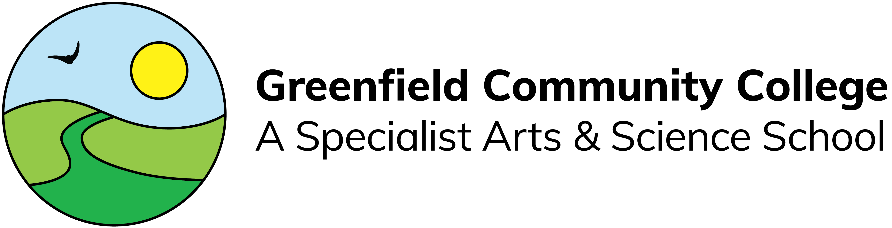 Greenfield Community College
A Specialist Arts & Science School